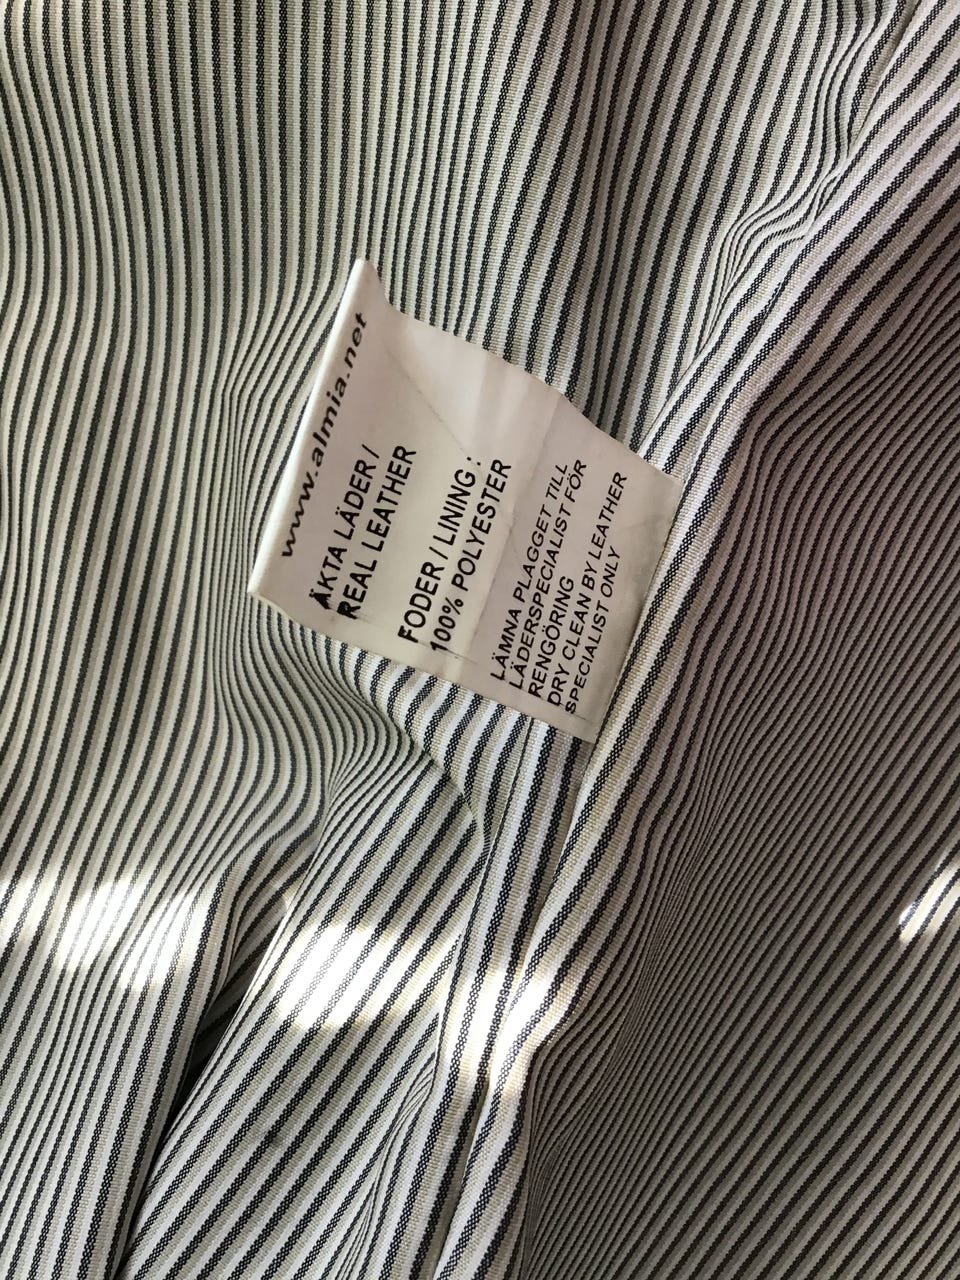 www.almia.net
ÄKTA LÄDER /
REAL LEATHER
FODER / LINING :
100% POLYESTER
LÄMNA PLAGGET TILL
LÄDERSPECIALIST FÖR
RENGÖRING
DRY CLEAN BY LEATHER
SPECIALIST ONLY